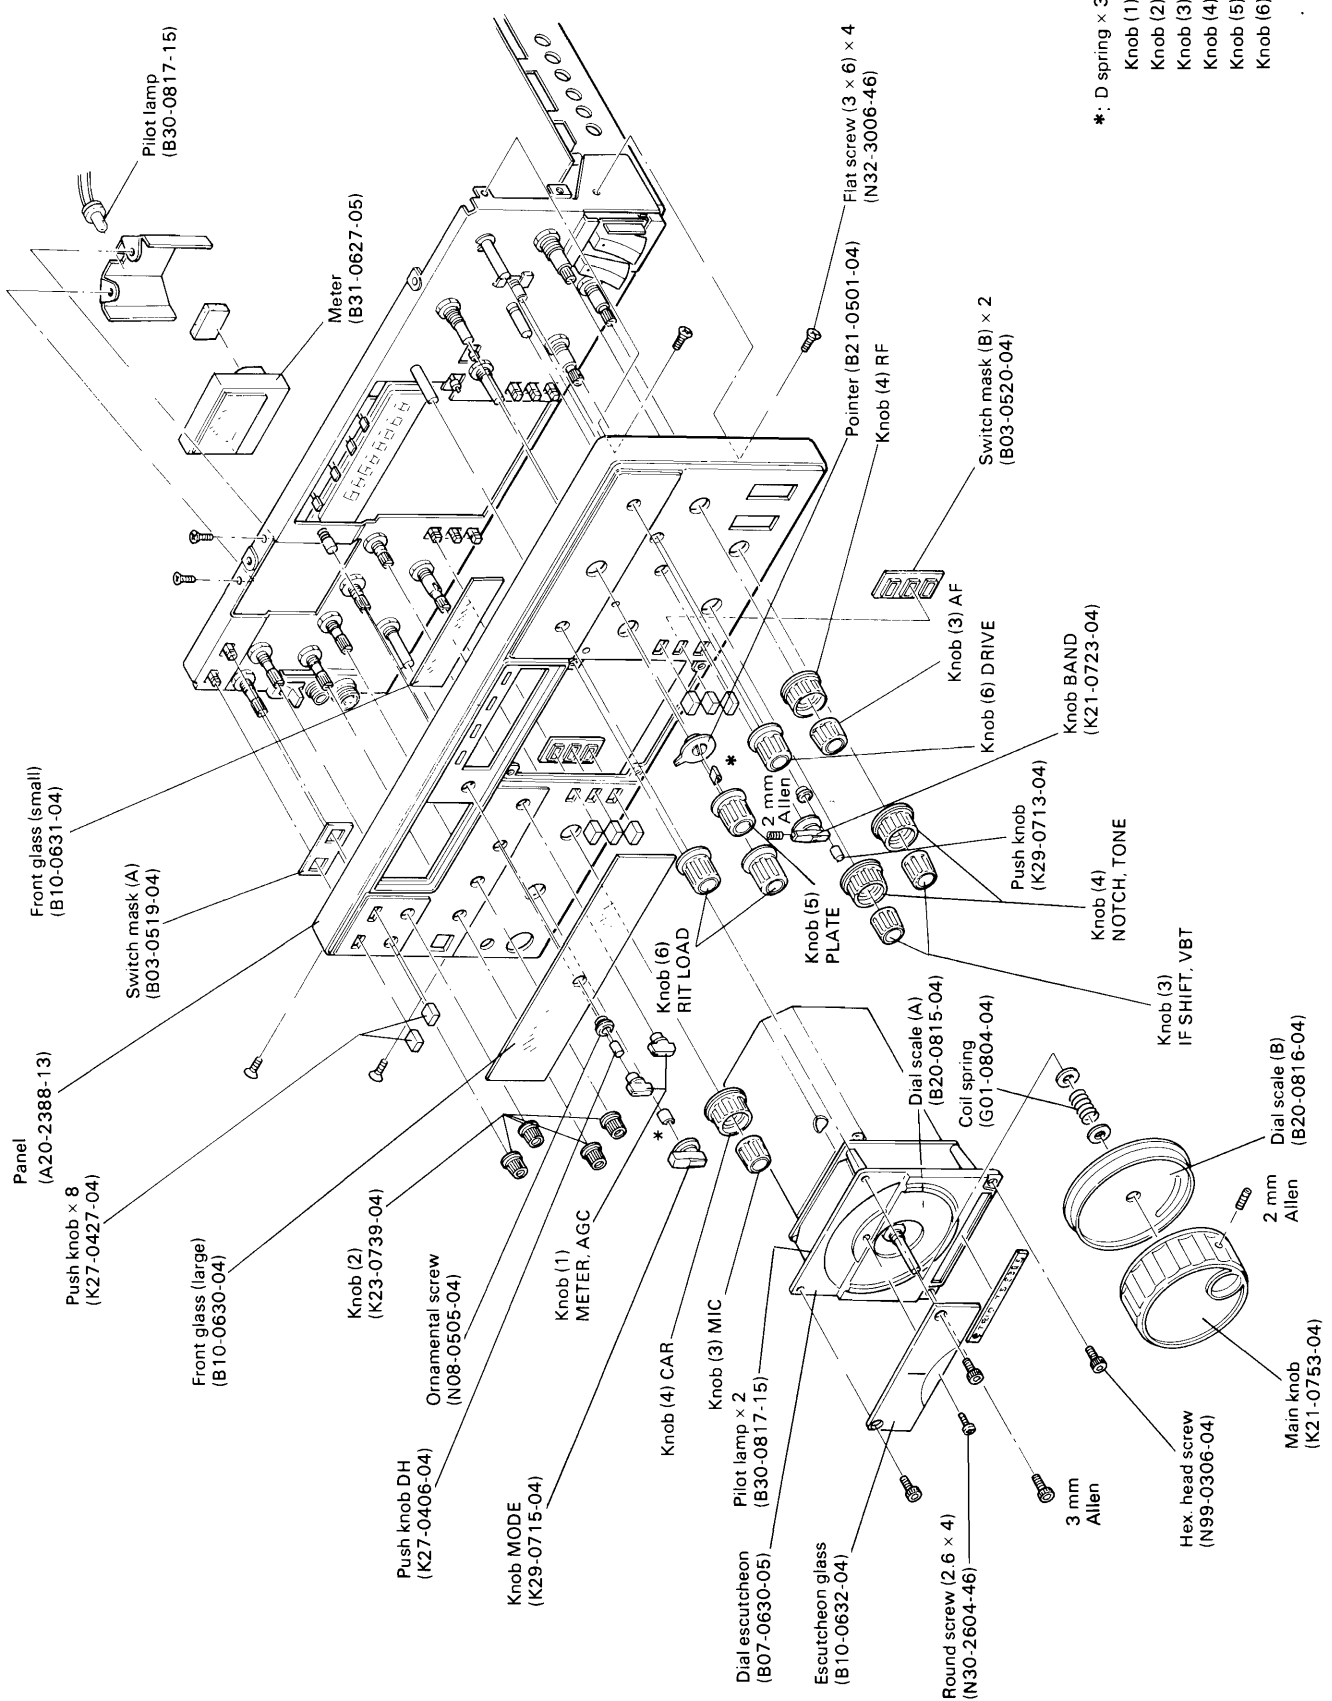 Pilot lamp
(B30-0817-15)
Meter
(B31-0627-05)
Flat screw (3 × 6) × 4
(N32-3006-46)
*: D spring × 3
Knob (1)
Knob (2)
Knob (3)
Knob (4)
Knob (5)
Knob (6)
Front glass (small)
(B10-0631-04)
Switch mask (A)
(B03-0519-04)
Panel
(A20-2388-13)
Push knob × 8
(K27-0427-04)
Front glass (large)
(B10-0630-04)
Knob (2)
(K23-0739-04)
Ornamental screw
(N08-0505-04)
Push knob DH
(K27-0406-04)
Knob (1)
METER, AGC
Knob MODE
(K29-0715-04)
Knob (4) CAR
Knob (3) MIC
Pilot lamp × 2
(B30-0817-15)
Dial escutcheon
(B07-0630-05)
Escutcheon glass
(B10-0632-04)
Round screw (2.6 × 4)
(N30-2604-46)
3 mm
Allen
Hex. head screw
(N99-0306-04)
Main knob
(K21-0753-04)
2 mm
Allen
Dial scale (B)
(B20-0816-04)
Coil spring
(G01-0804-04)
Dial scale (A)
(B20-0815-04)
Knob (6)
RIT LOAD
Knob (5)
PLATE
2 mm
Allen
*
*
Knob (3)
IF SHIFT, VBT
Knob (4)
NOTCH, TONE
Push knob
(K29-0713-04)
Knob BAND
(K21-0723-04)
Knob (6) DRIVE
Knob (3) AF
Switch mask (B) × 2
(B03-0520-04)
Knob (4) RF
Pointer (B21-0501-04)